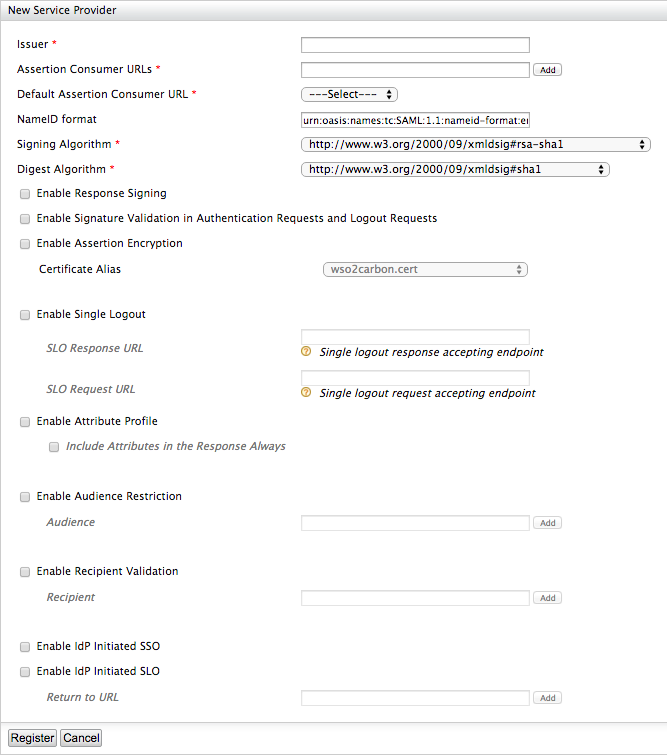 New Service Provider
Issuer *
Assertion Consumer URLs * Add
Default Assertion Consumer URL * ---Select---
NameID format urn:oasis:names:tc:SAML:1.1:nameid-format:e
Signing Algorithm * http://www.w3.org/2000/09/xmldsig#rsa-sha1
Digest Algorithm * http://www.w3.org/2000/09/xmldsig#sha1
Enable Response Signing
Enable Signature Validation in Authentication Requests and Logout Requests
Enable Assertion Encryption
Certificate Alias wso2carbon.cert
Enable Single Logout
SLO Response URL
? Single logout response accepting endpoint
SLO Request URL
? Single logout request accepting endpoint
Enable Attribute Profile
Include Attributes in the Response Always
Enable Audience Restriction
Audience Add
Enable Recipient Validation
Recipient Add
Enable IdP Initiated SSO
Enable IdP Initiated SLO
Return to URL Add
Register Cancel